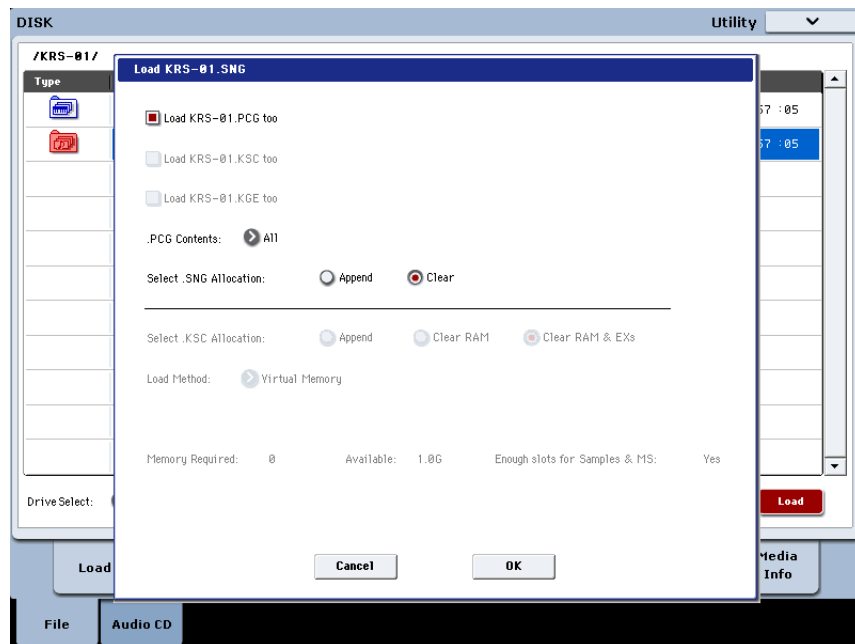 DISK Utility
/KRS-01/
Load KRS-01.SNG
Type
Load KRS-01.PCG too
57 :05
Load KRS-01.KSC too
57 :05
Load KRS-01.KGE too
.PCG Contents: All
Select .SNG Allocation: Append Clear
Select .KSC Allocation: Append Clear RAM Clear RAM & EXs
Load Method: Virtual Memory
Memory Required: 0 Available: 1.0G Enough slots for Samples & MS: Yes
Drive Select: Load
Cancel OK
Load Media
Info
File Audio CD